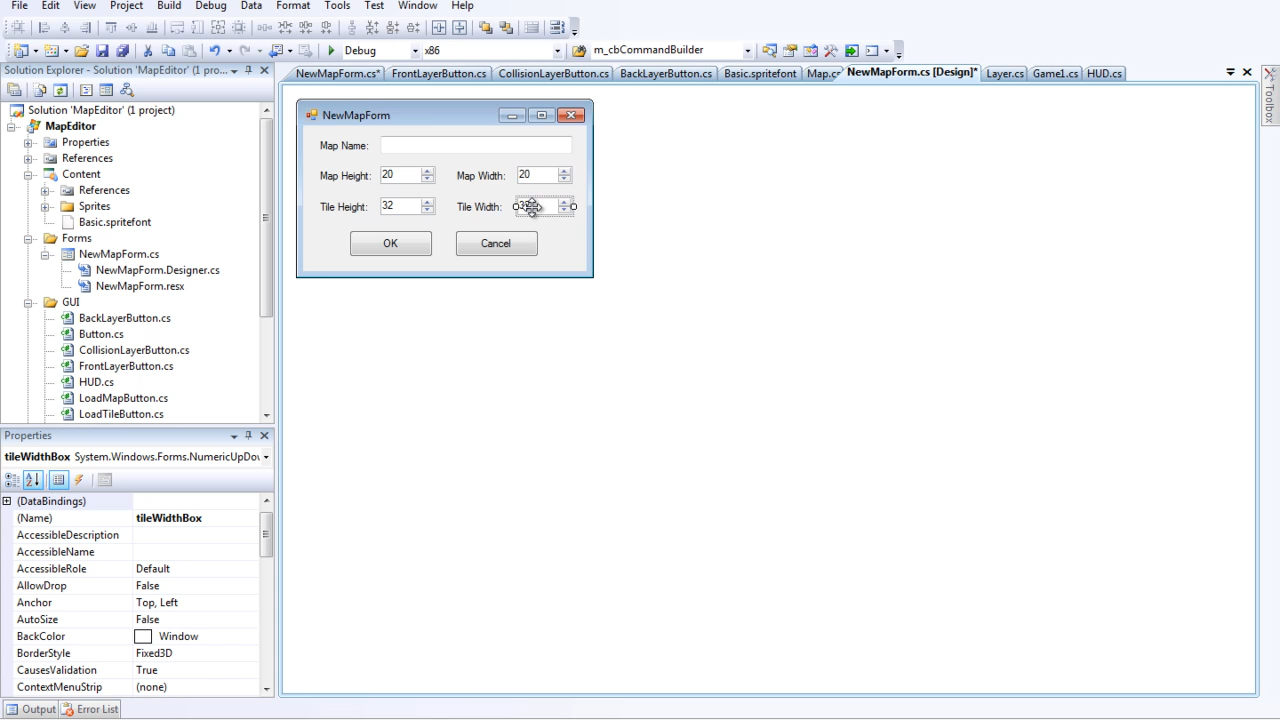 File Edit View Project Build Debug Data Format Tools Test Window Help
Debug x86 m_cbCommandBuilder
Solution Explorer - Solution 'MapEditor' (1 pro...
NewMapForm.cs* FrontLayerButton.cs CollisionLayerButton.cs BackLayerButton.cs Basic.spritefont Map.cs NewMapForm.cs [Design]* Layer.cs Game1.cs HUD.cs
Toolbox
Solution 'MapEditor' (1 project)
MapEditor
Properties
References
Content
References
Sprites
Basic.spritefont
Forms
NewMapForm.cs
NewMapForm.Designer.cs
NewMapForm.resx
GUI
BackLayerButton.cs
Button.cs
CollisionLayerButton.cs
FrontLayerButton.cs
HUD.cs
LoadMapButton.cs
LoadTileButton.cs
NewMapForm
Map Name:
Map Height: 20 Map Width: 20
Tile Height: 32 Tile Width:
OK Cancel
Properties
tileWidthBox System.Windows.Forms.NumericUpDov
(DataBindings)
(Name) tileWidthBox
AccessibleDescription
AccessibleName
AccessibleRole Default
AllowDrop False
Anchor Top, Left
AutoSize False
BackColor Window
BorderStyle Fixed3D
CausesValidation True
ContextMenuStrip (none)
Output Error List